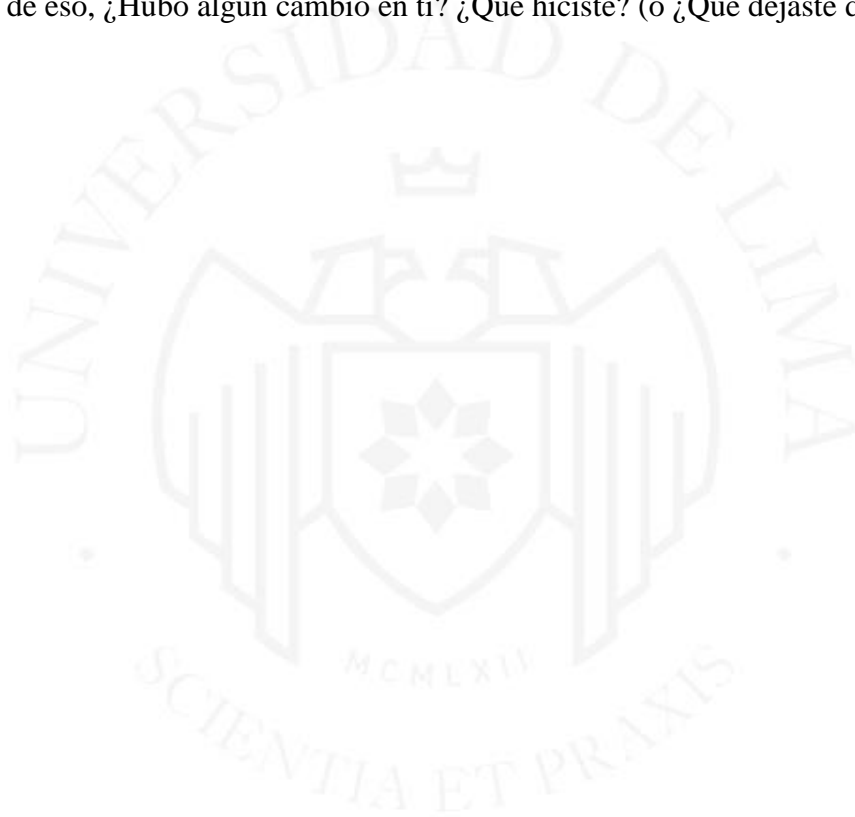 de eso, ¿Hubo algún cambio en ti? ¿Qué hiciste? (o ¿Qué dejaste
UNIVERSIDAD DE LIMA
MCMLXII
SCIENTIA ET PRAXIS